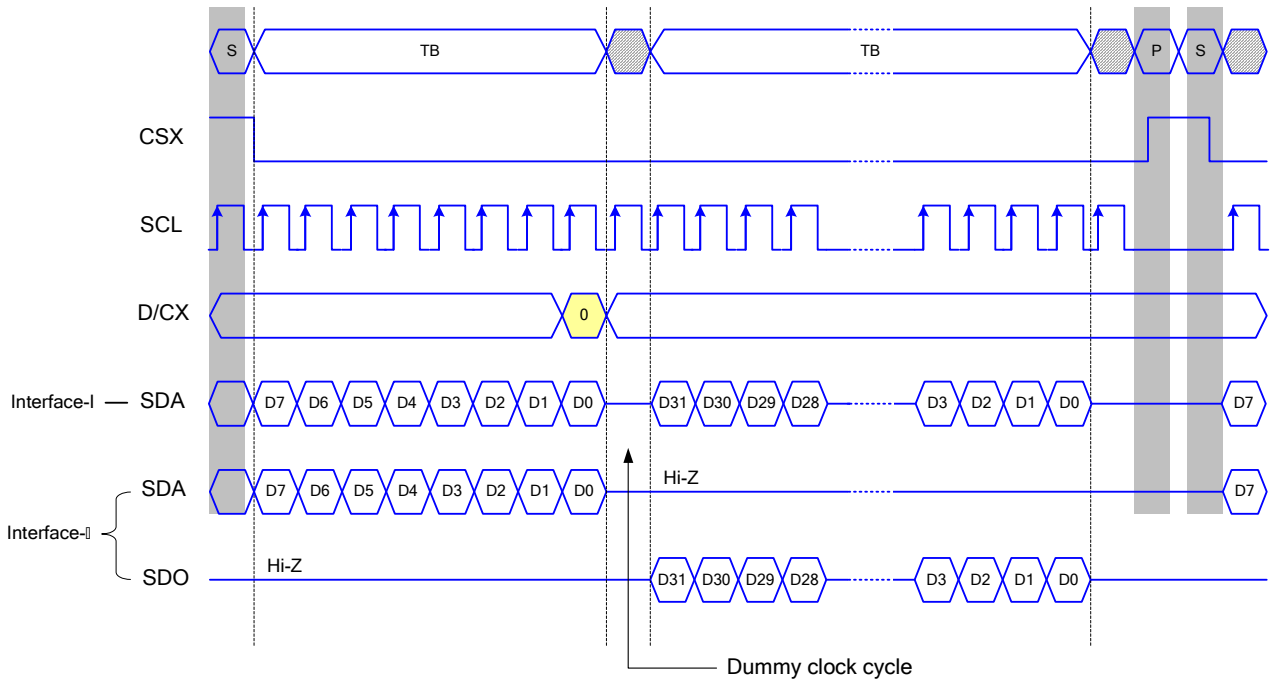 S TB TB P S
CSX
SCL
D/CX 0
Interface-I SDA D7 D6 D5 D4 D3 D2 D1 D0 D31 D30 D29 D28 D3 D2 D1 D0 D7
SDA D7 D6 D5 D4 D3 D2 D1 D0 Hi-Z D7
Interface-▯
SDO Hi-Z D31 D30 D29 D28 D3 D2 D1 D0
Dummy clock cycle